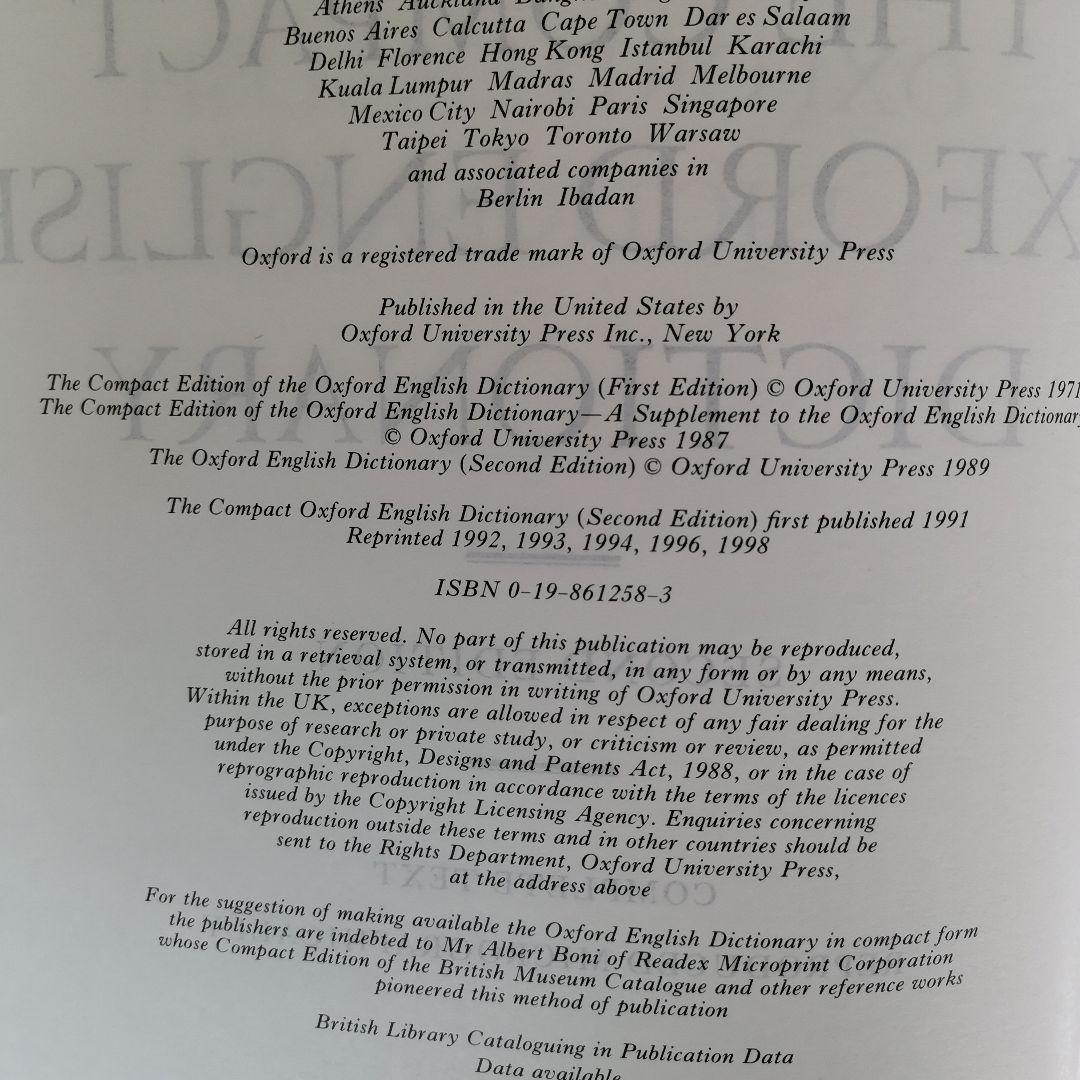 Athens Auckland
Buenos Aires Calcutta Cape Town Dar es Salaam
Delhi Florence Hong Kong Istanbul Karachi
Kuala Lumpur Madras Madrid Melbourne
Mexico City Nairobi Paris Singapore
Taipei Tokyo Toronto Warsaw
and associated companies in
Berlin Ibadan
Oxford is a registered trade mark of Oxford University Press
Published in the United States by
Oxford University Press Inc., New York
The Compact Edition of the Oxford English Dictionary (First Edition) © Oxford University Press 1971
The Compact Edition of the Oxford English Dictionary—A Supplement to the Oxford English Dictionary
© Oxford University Press 1987
The Oxford English Dictionary (Second Edition) © Oxford University Press 1989
The Compact Oxford English Dictionary (Second Edition) first published 1991
Reprinted 1992, 1993, 1994, 1996, 1998
ISBN 0-19-861258-3
All rights reserved. No part of this publication may be reproduced,
stored in a retrieval system, or transmitted, in any form or by any means,
without the prior permission in writing of Oxford University Press.
Within the UK, exceptions are allowed in respect of any fair dealing for the
purpose of research or private study, or criticism or review, as permitted
under the Copyright, Designs and Patents Act, 1988, or in the case of
reprographic reproduction in accordance with the terms of the licences
issued by the Copyright Licensing Agency. Enquiries concerning
reproduction outside these terms and in other countries should be
sent to the Rights Department, Oxford University Press,
at the address above
For the suggestion of making available the Oxford English Dictionary in compact form
the publishers are indebted to Mr Albert Boni of Readex Microprint Corporation
whose Compact Edition of the British Museum Catalogue and other reference works
pioneered this method of publication
British Library Cataloguing in Publication Data
Data available